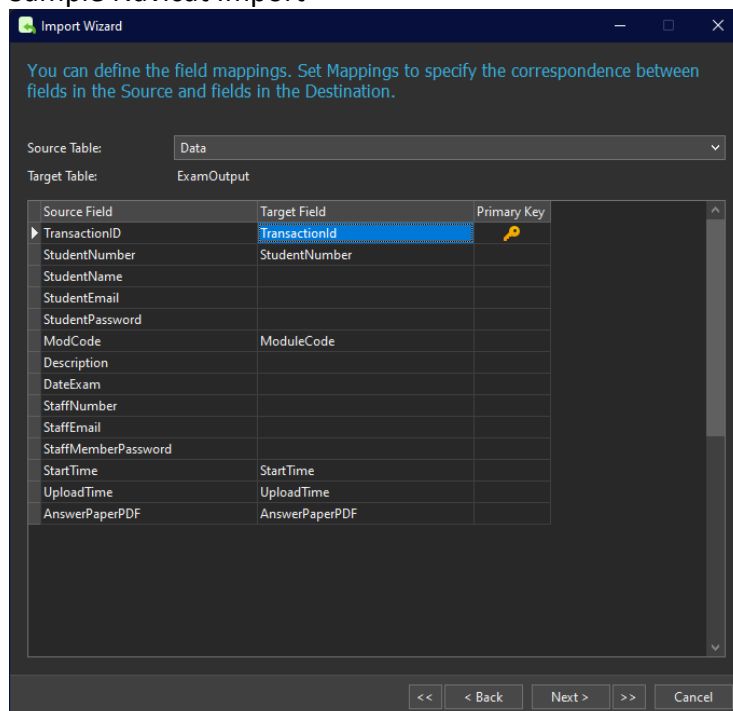 Import Wizard
You can define the field mappings. Set Mappings to specify the correspondence between
fields in the Source and fields in the Destination.
Source Table: Data
Target Table: ExamOutput
Source Field Target Field Primary Key
TransactionID TransactionId
StudentNumber StudentNumber
StudentName
StudentEmail
StudentPassword
ModCode ModuleCode
Description
DateExam
StaffNumber
StaffEmail
StaffMemberPassword
StartTime StartTime
UploadTime UploadTime
AnswerPaperPDF AnswerPaperPDF
<< < Back Next > >> Cancel